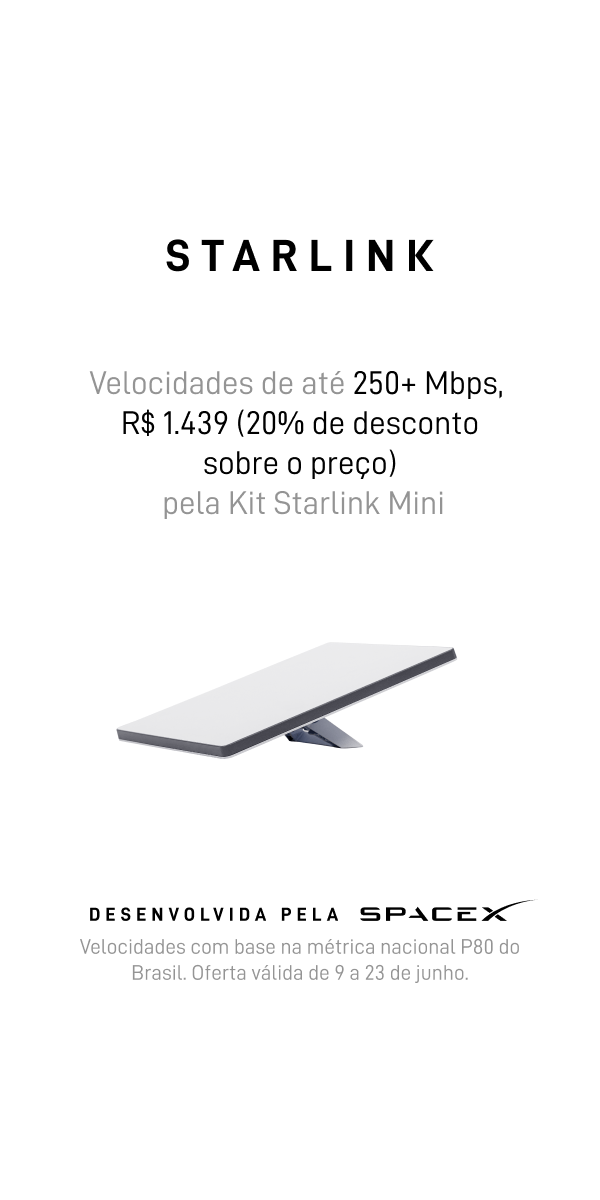 STARLINK
Velocidades de até 250+ Mbps,
R$ 1.439 (20% de desconto
sobre o preço)
pela Kit Starlink Mini
DESENVOLVIDA PELA SPACEX
Velocidades com base na métrica nacional P80 do
Brasil. Oferta válida de 9 a 23 de junho.